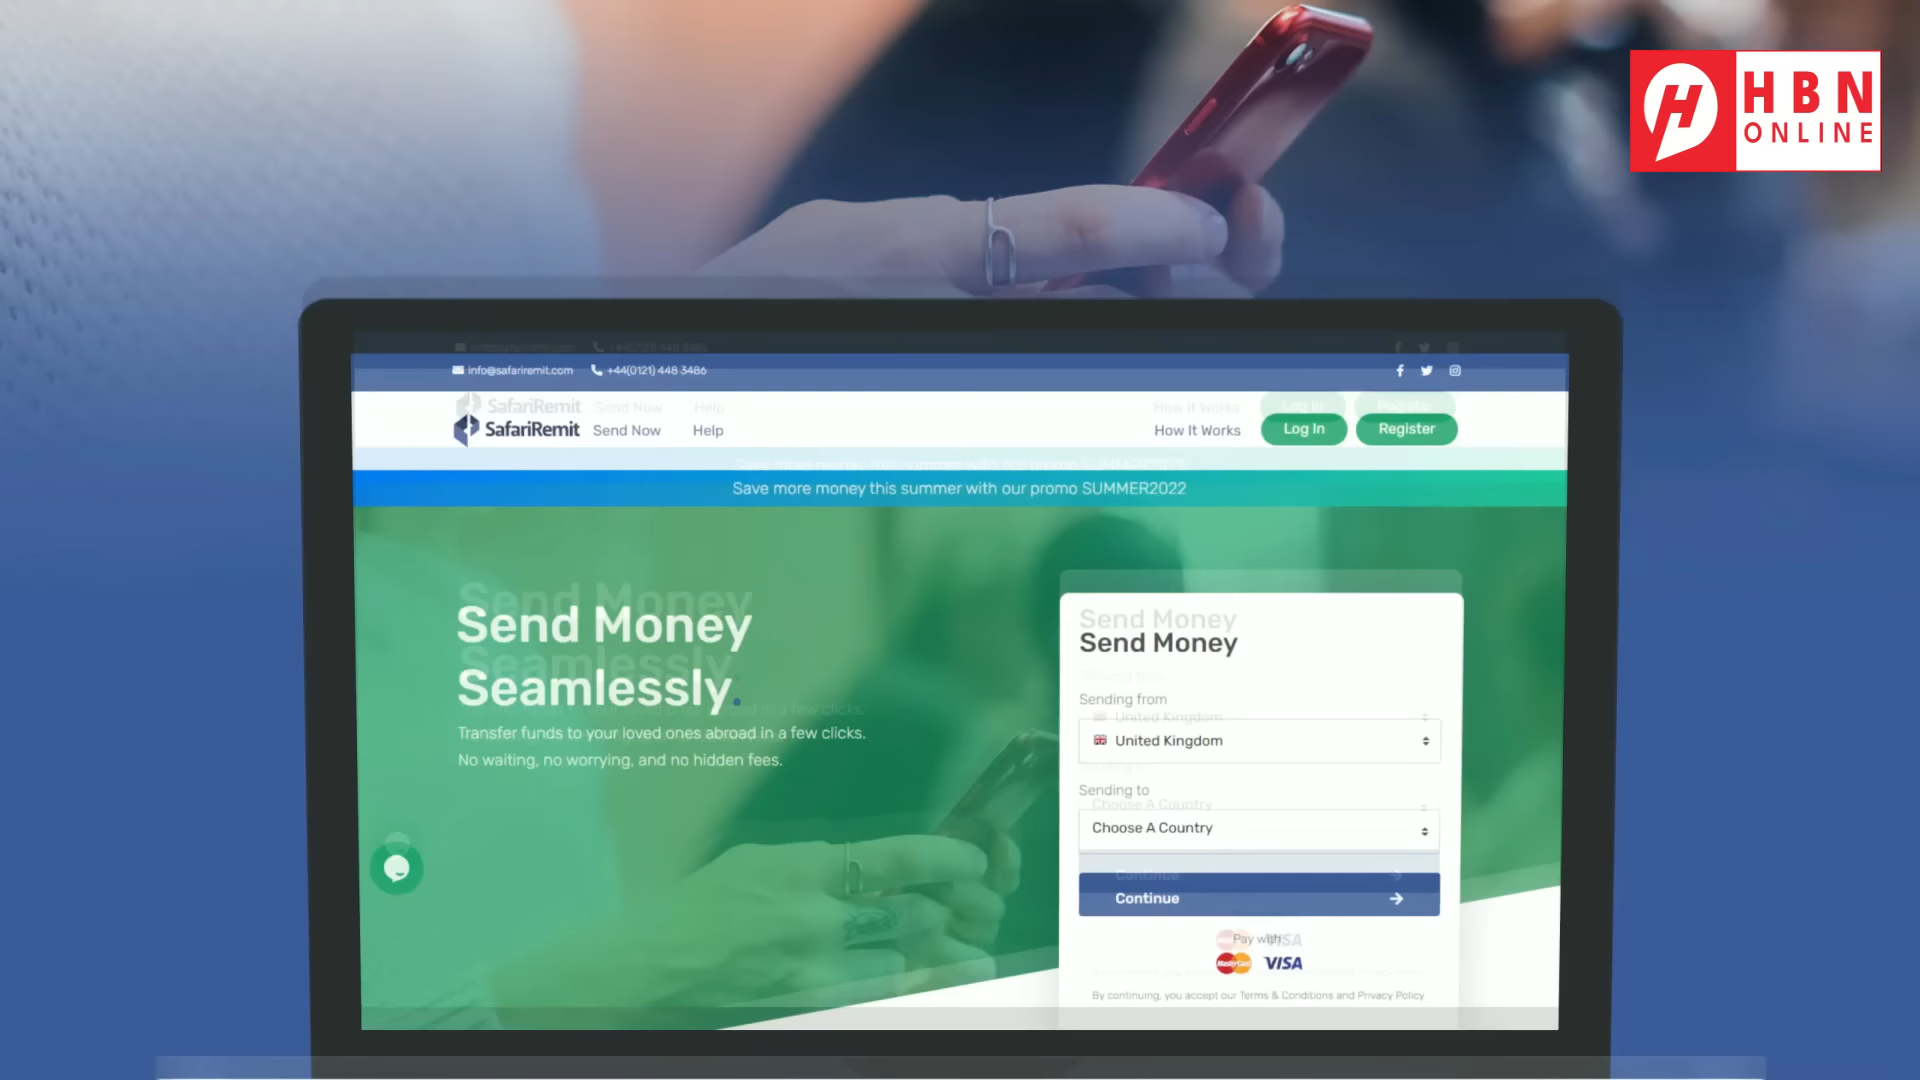 HBN
ONLINE
info@safariremit.com +44(0121) 448 3486
SafariRemit Send Now Help How It Works Log In Register
Save more money this summer with our promo SUMMER2022
Send Money
Seamlessly.
Transfer funds to your loved ones abroad in a few clicks.
No waiting, no worrying, and no hidden fees.
Send Money
Sending from
United Kingdom
Sending to
Choose A Country
Continue
Pay with
MasterCard VISA
By continuing, you accept our Terms & Conditions and Privacy Policy